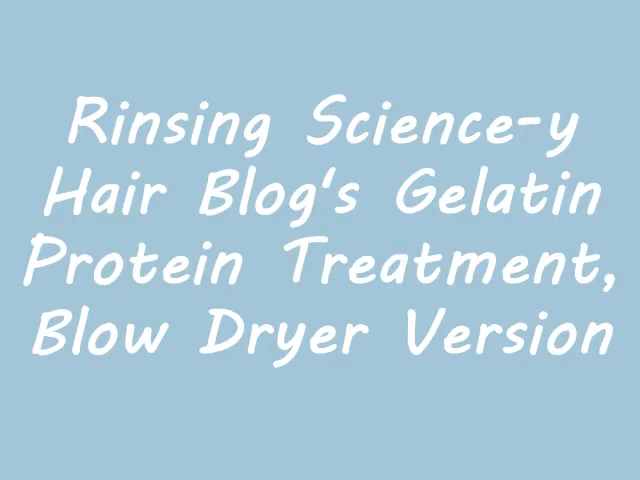 Rinsing Science-y
Hair Blog's Gelatin
Protein Treatment,
Blow Dryer Version